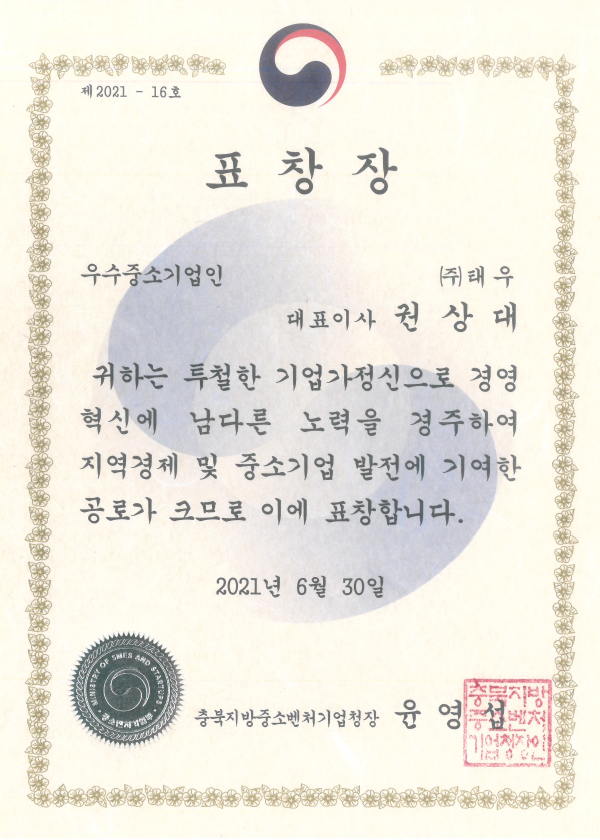 제2021 - 16호
표 창 장
우수중소기업인 ㈜태 우
대표이사 권 상 대
귀하는 투철한 기업가정신으로 경영
혁신에 남다른 노력을 경주하여
지역경제 및 중소기업 발전에 기여한
공로가 크므로 이에 표창합니다.
2021년 6월 30일
MINISTRY OF SMES AND STARTUPS
중소벤처기업부
충북지방중소벤처기업청장 윤 영 섭
충북지방
중소벤처
기업청장인